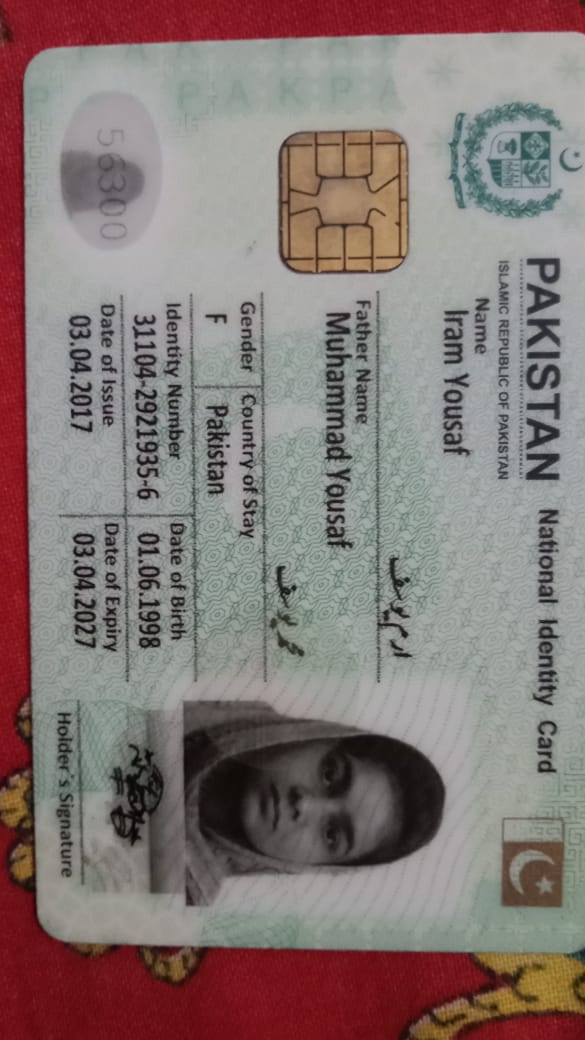 PAKISTAN National Identity Card
ISLAMIC REPUBLIC OF PAKISTAN
Name
Iram Yousaf
ارم یوسف
Father Name
Muhammad Yousaf
محمد یوسف
Gender Country of Stay
F Pakistan
Identity Number Date of Birth
31104-2921935-6 01.06.1998
Date of Issue Date of Expiry
03.04.2017 03.04.2027
Holder's Signature
56300
PAKPA